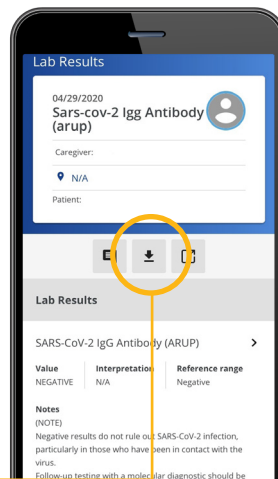 Lab Results
04/29/2020
Sars-cov-2 Igg Antibody
(arup)
Caregiver:
N/A
Patient:
Lab Results
SARS-CoV-2 IgG Antibody (ARUP)
Value Interpretation Reference range
NEGATIVE N/A Negative
Notes
(NOTE)
Negative results do not rule out SARS-CoV-2 infection,
particularly in those who have been in contact with the
virus.
Follow-up testing with a molecular diagnostic should be